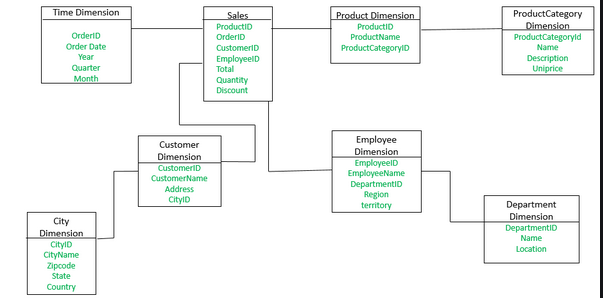 Time Dimension
OrderID
Order Date
Year
Quarter
Month
Sales
ProductID
OrderID
CustomerID
EmployeeID
Total
Quantity
Discount
Product Dimension
ProductID
ProductName
ProductCategoryID
ProductCategory
Dimension
ProductCategoryId
Name
Description
Uniprice
Customer
Dimension
CustomerID
CustomerName
Address
CityID
Employee
Dimension
EmployeeID
EmployeeName
DepartmentID
Region
territory
City
Dimension
CityID
CityName
Zipcode
State
Country
Department
Dimension
DepartmentID
Name
Location